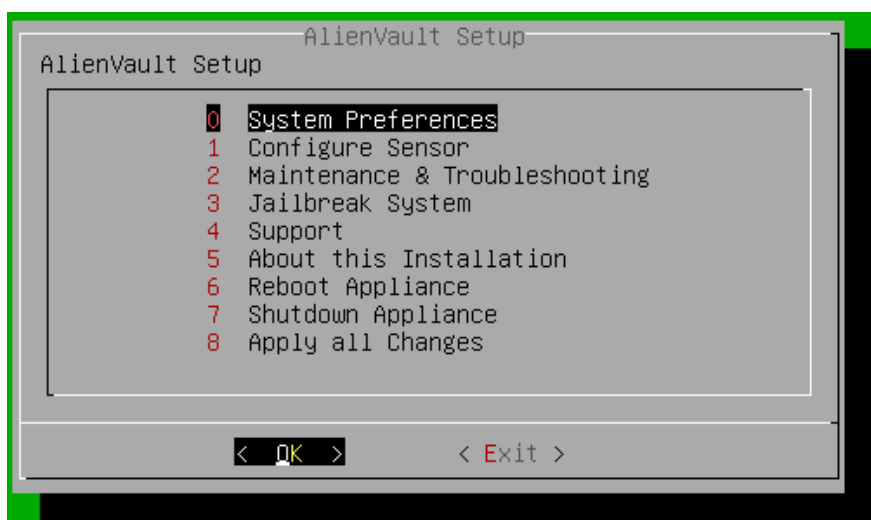 AlienVault Setup
AlienVault Setup
0 System Preferences
1 Configure Sensor
2 Maintenance & Troubleshooting
3 Jailbreak System
4 Support
5 About this Installation
6 Reboot Appliance
7 Shutdown Appliance
8 Apply all Changes
< OK > < Exit >